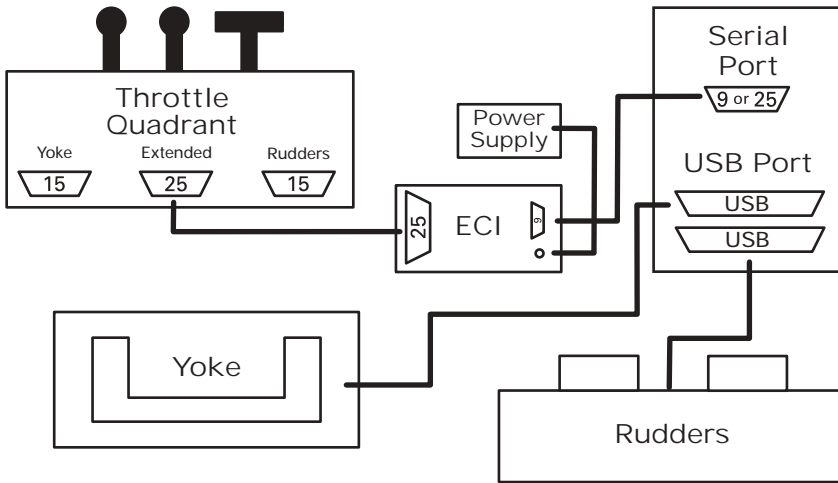 Throttle
Quadrant
Yoke
Extended
Rudders
15
25
15
Power
Supply
25
ECI
9
Serial
Port
9 or 25
USB Port
USB
USB
Yoke
Rudders